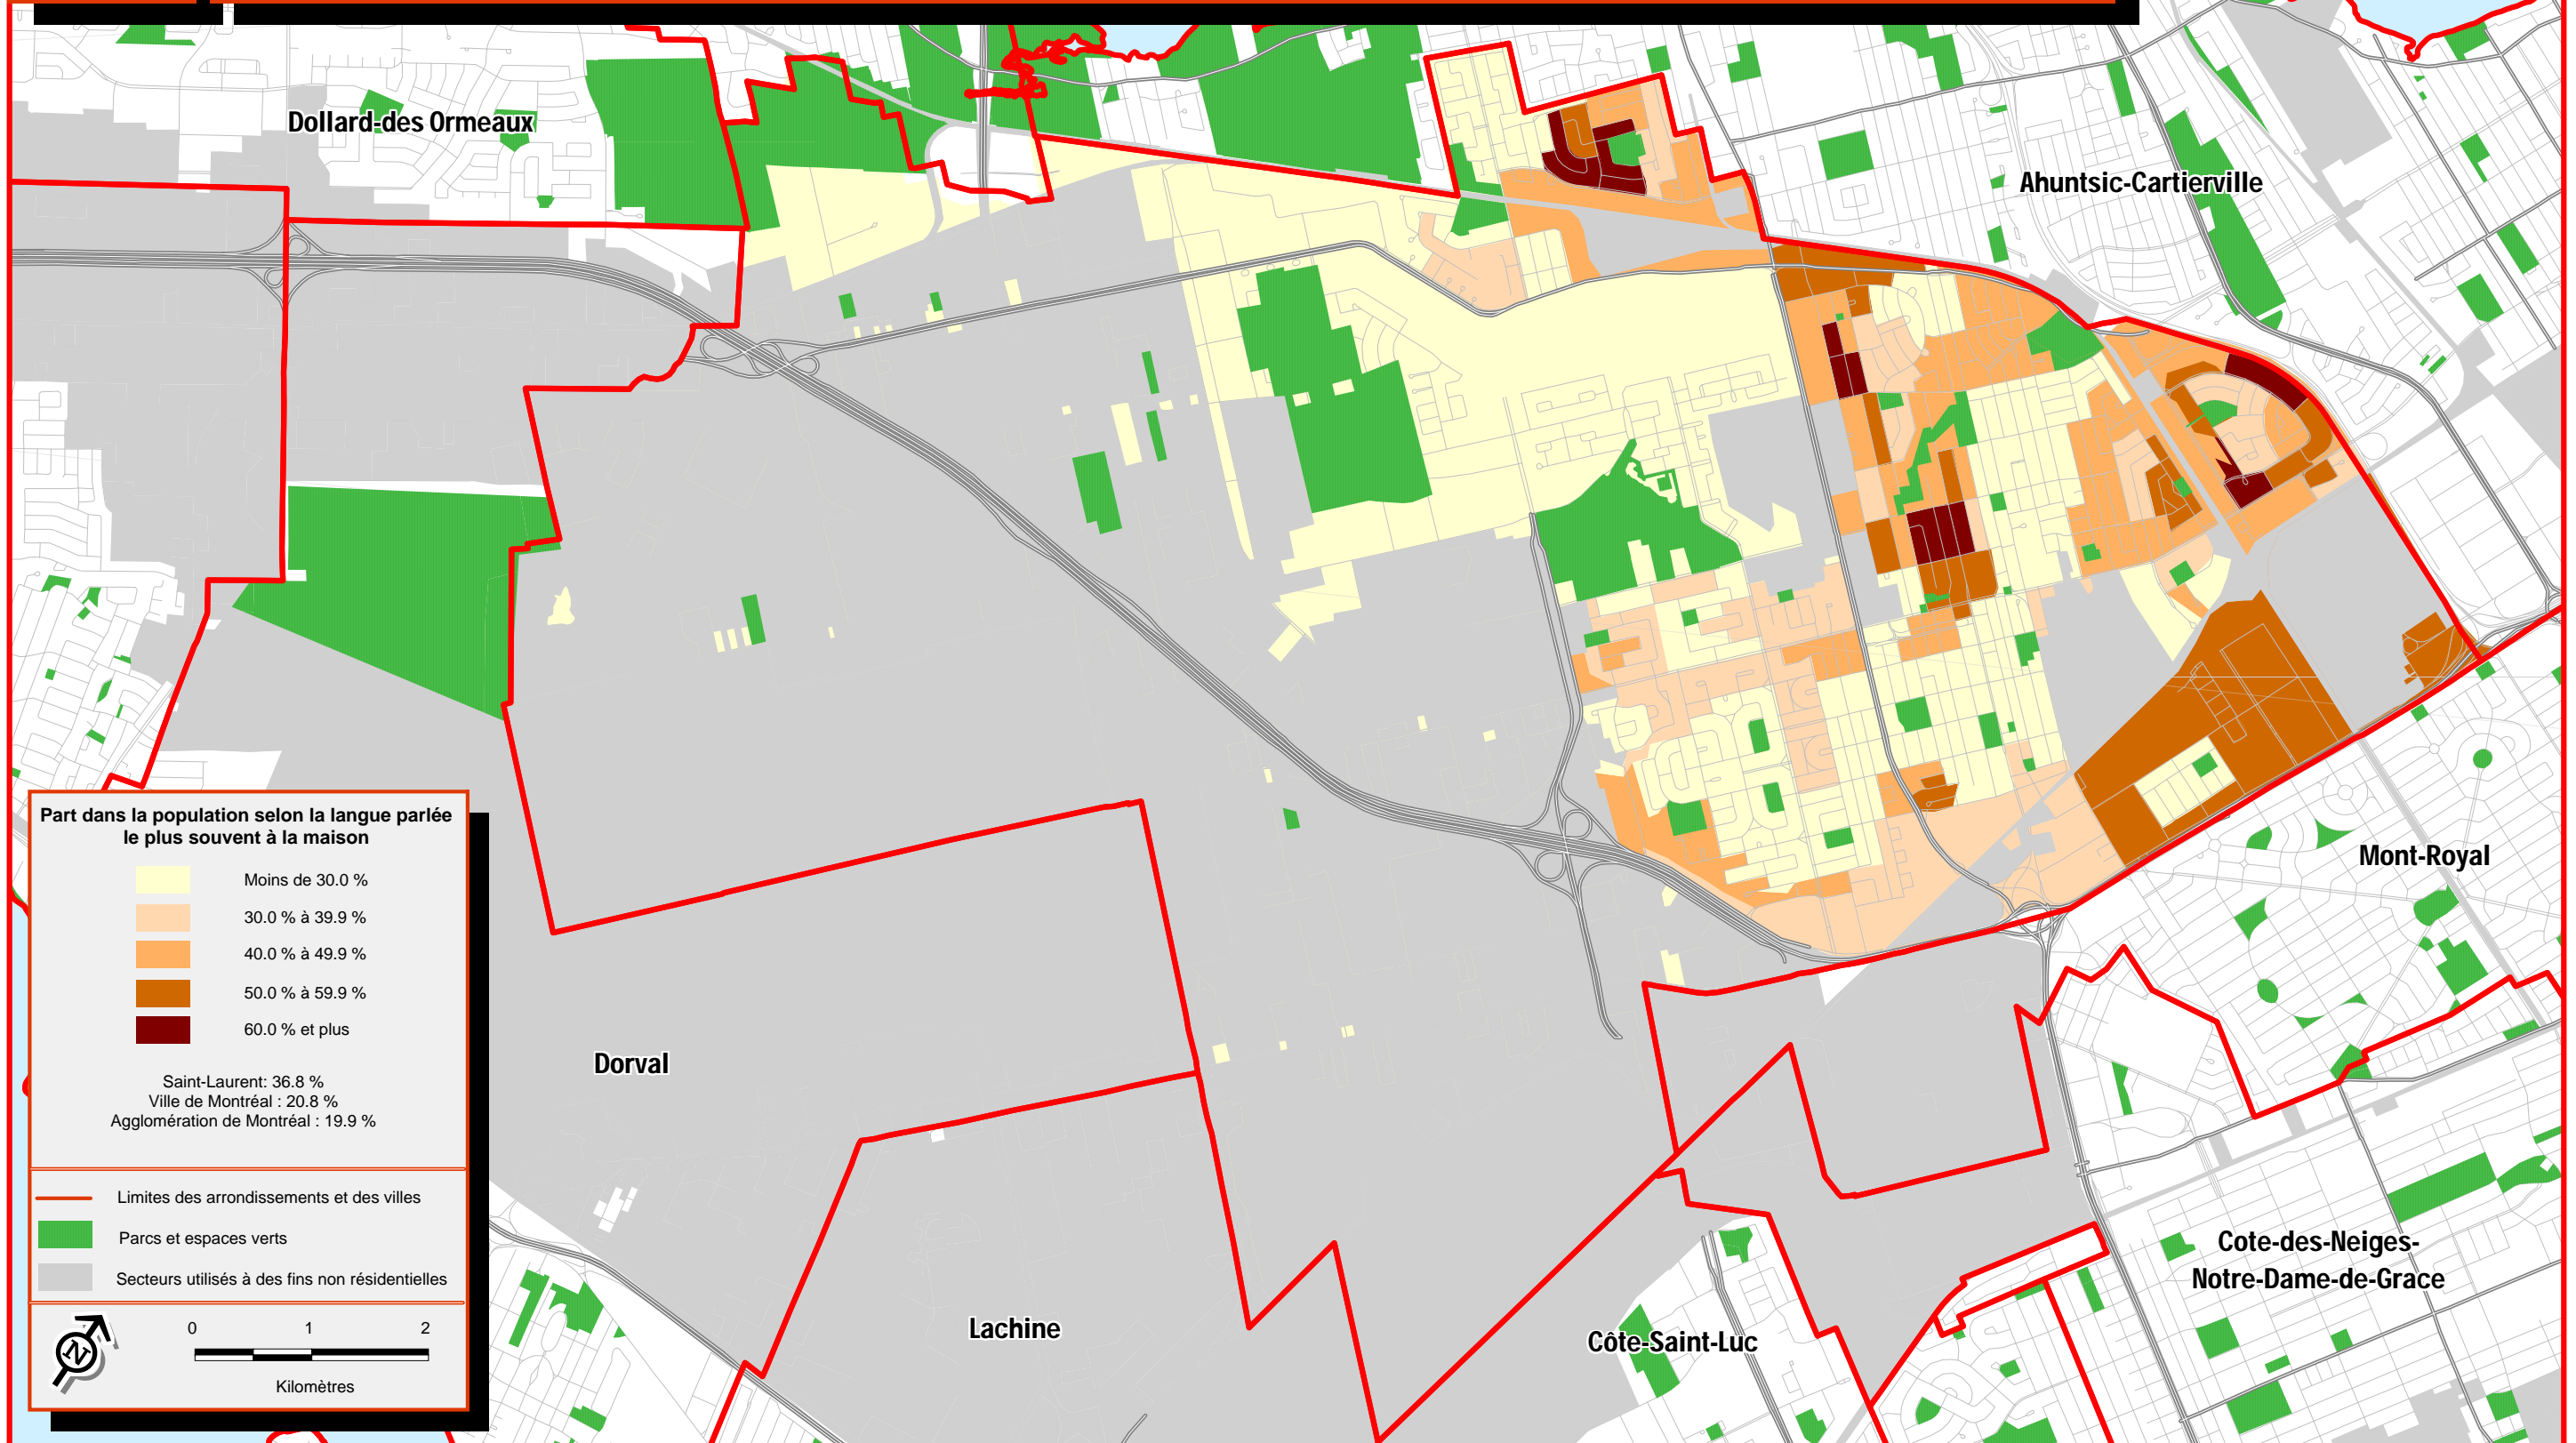 Dollard-des Ormeaux
Ahuntsic-Cartierville
Mont-Royal
Dorval
Lachine
Côte-Saint-Luc
Cote-des-Neiges-
Notre-Dame-de-Grace
Part dans la population selon la langue parlée
le plus souvent à la maison
Moins de 30.0 %
30.0 % à 39.9 %
40.0 % à 49.9 %
50.0 % à 59.9 %
60.0 % et plus
Saint-Laurent: 36.8 %
Ville de Montréal : 20.8 %
Agglomération de Montréal : 19.9 %
Limites des arrondissements et des villes
Parcs et espaces verts
Secteurs utilisés à des fins non résidentielles
N
0 1 2
Kilomètres